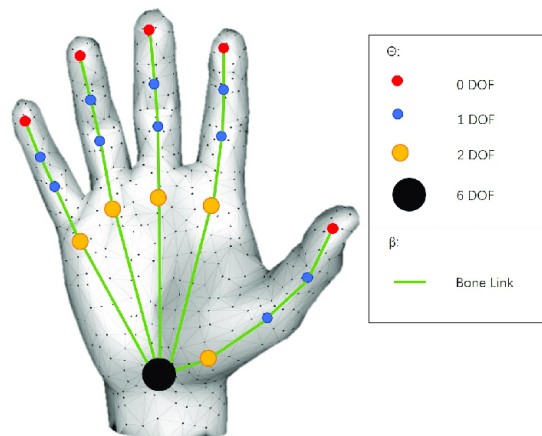 Θ:
0 DOF
1 DOF
2 DOF
6 DOF
β:
Bone Link